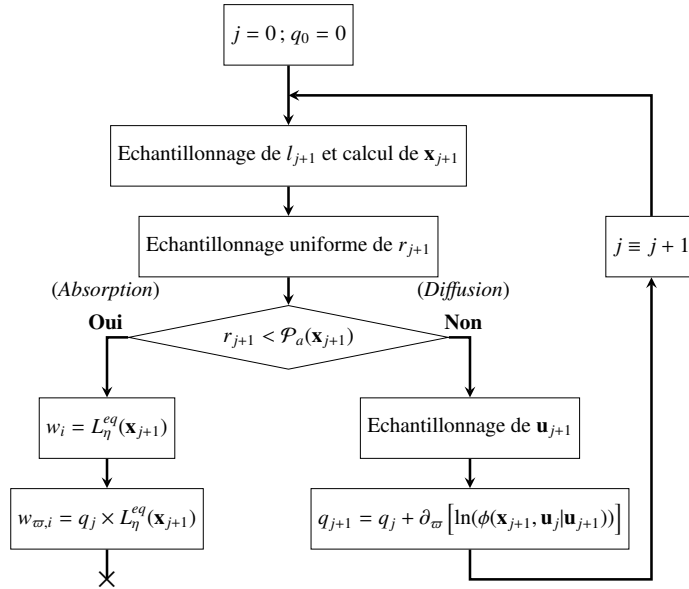 j = 0 ; q₀ = 0
Echantillonnage de l_{j+1} et calcul de x_{j+1}
Echantillonnage uniforme de r_{j+1}
j ≡ j + 1
(Absorption)
(Diffusion)
Oui
Non
r_{j+1} < 𝒫_a(x_{j+1})
w_i = L_η^{eq}(x_{j+1})
Echantillonnage de u_{j+1}
w_{ϖ,i} = q_j × L_η^{eq}(x_{j+1})
q_{j+1} = q_j + ∂_ϖ [ln(ϕ(x_{j+1}, u_j|u_{j+1}))]